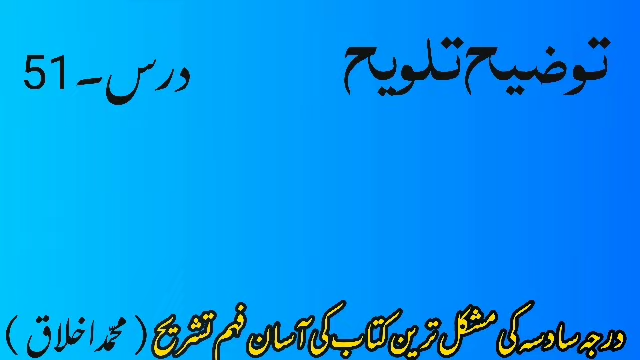 توضیح تلویح
درس۔51
درجہ سادسہ کی مشکل ترین کتاب کی آسان فہم تشریح ( محمد اخلاق )